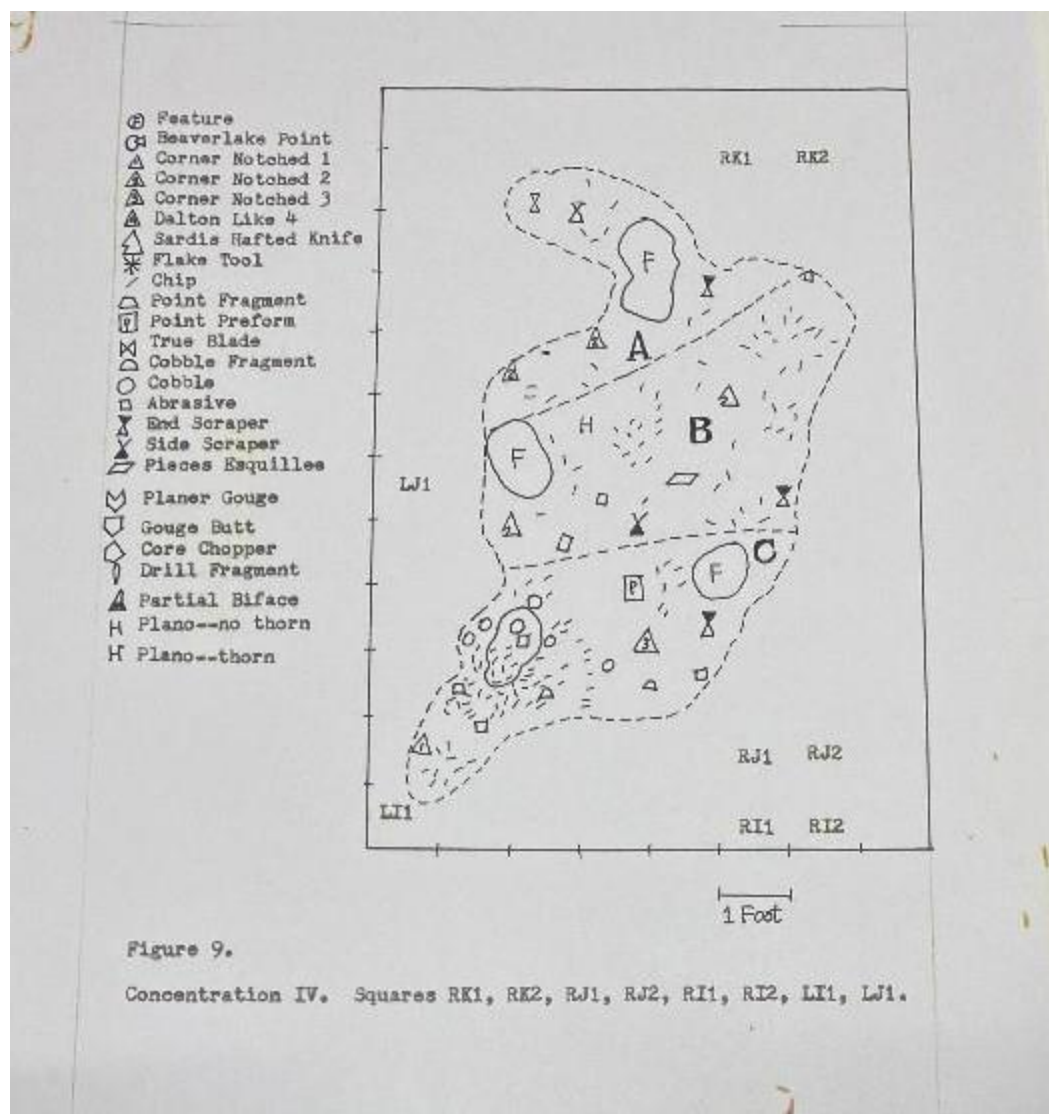 Feature
Beaverlake Point
Corner Notched 1
Corner Notched 2
Corner Notched 3
Dalton Like 4
Sardis Hafted Knife
Flake Tool
Chip
Point Fragment
P Point Preform
True Blade
Cobble Fragment
Cobble
Abrasive
End Scraper
Side Scraper
Pieces Esquillee
Planer Gouge
Gouge Butt
Core Chopper
Drill Fragment
Partial Biface
H Plano--no thorn
H Plano--thorn
RK1 RK2
F
A
B
H
F
LJ1
C
F
P
3
RJ1 RJ2
LI1
RI1 RI2
1 Foot
Figure 9.
Concentration IV. Squares RK1, RK2, RJ1, RJ2, RI1, RI2, LI1, LJ1.